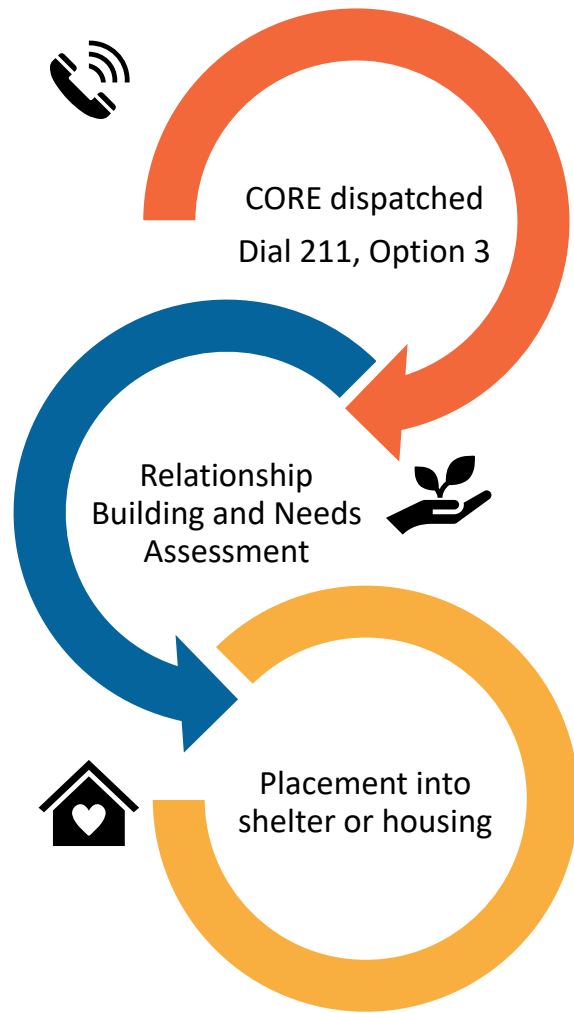 CORE dispatched
Dial 211, Option 3
Relationship
Building and Needs
Assessment
Placement into
shelter or housing